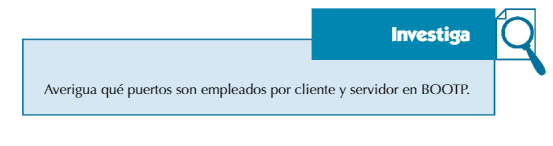 Investiga
Averigua qué puertos son empleados por cliente y servidor en BOOTP.